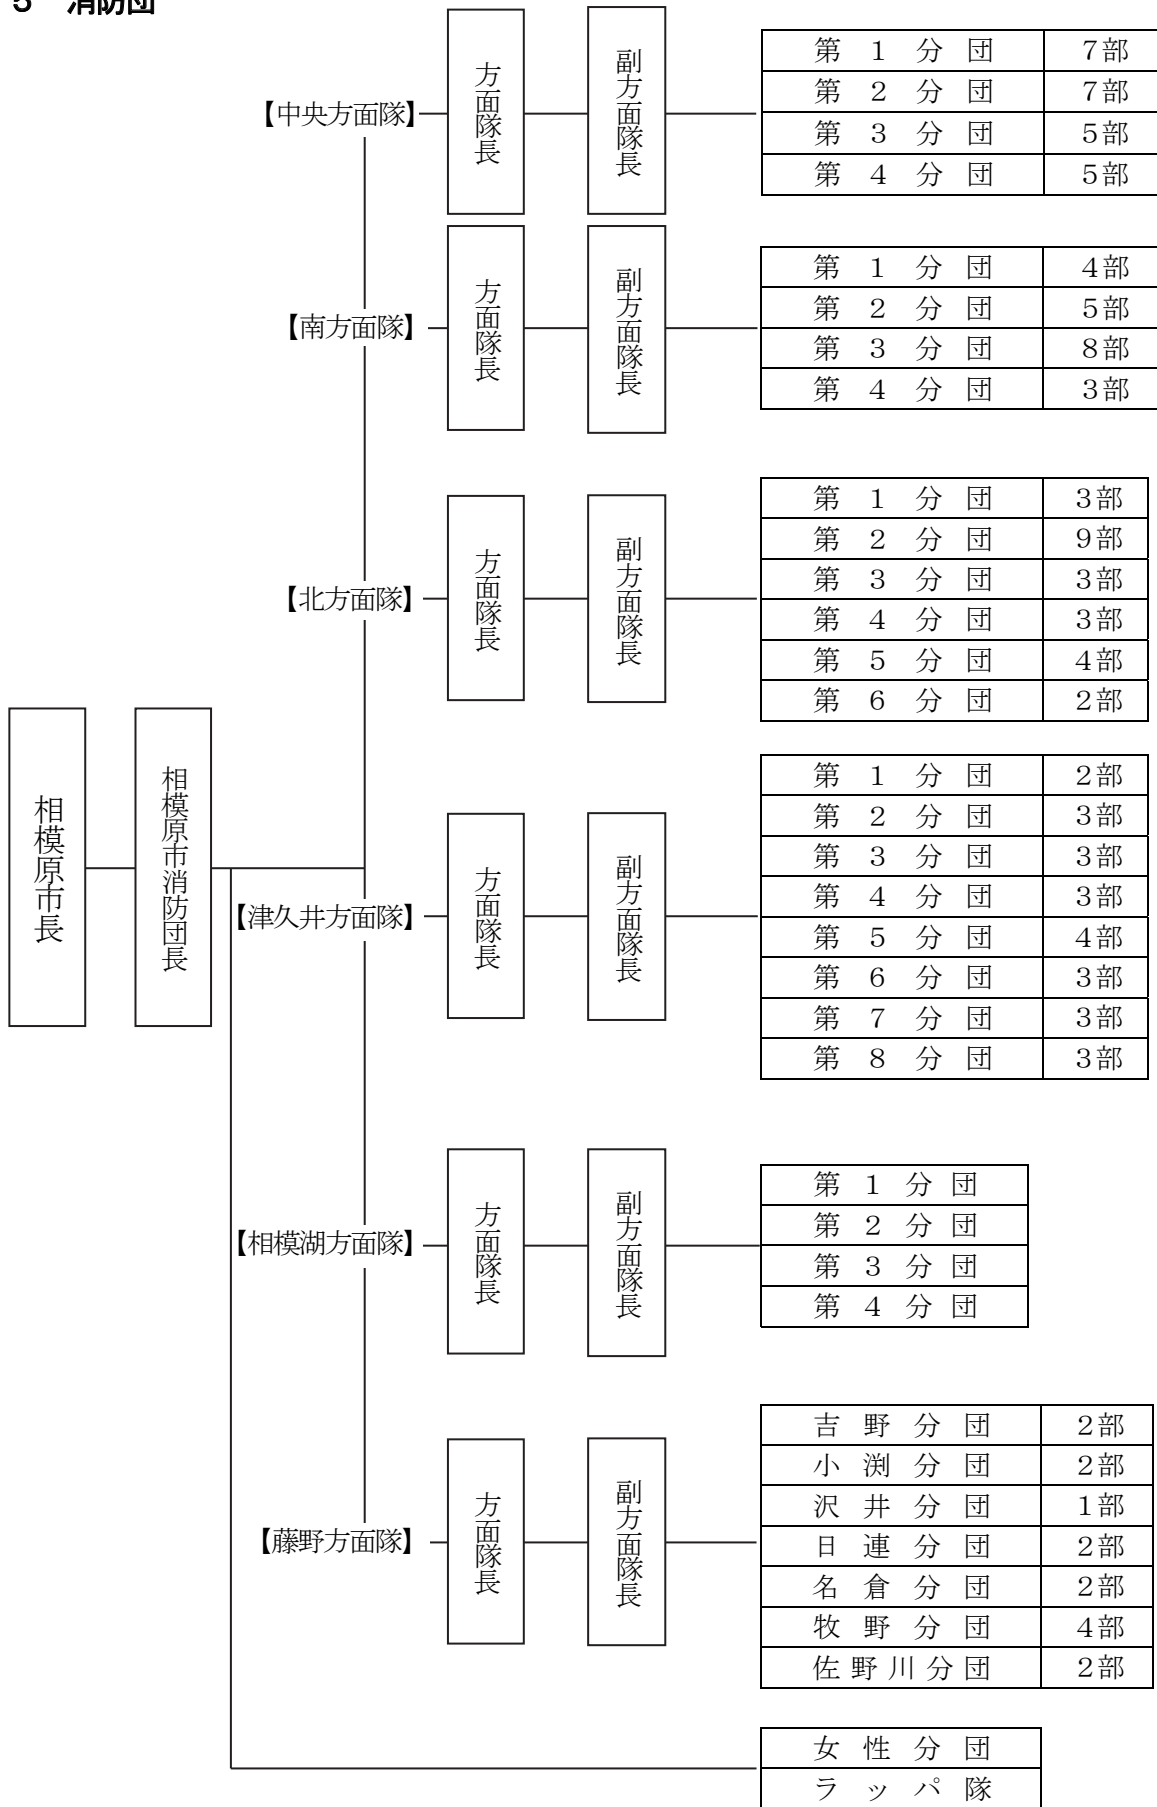 5 消防団
【中央方面隊】
方面隊長
副方面隊長
第1分団 7部
第2分団 7部
第3分団 5部
第4分団 5部
【南方面隊】
方面隊長
副方面隊長
第1分団 4部
第2分団 5部
第3分団 8部
第4分団 3部
【北方面隊】
方面隊長
副方面隊長
第1分団 3部
第2分団 9部
第3分団 3部
第4分団 3部
第5分団 4部
第6分団 2部
相模原市長
相模原市消防団長
【津久井方面隊】
方面隊長
副方面隊長
第1分団 2部
第2分団 3部
第3分団 3部
第4分団 3部
第5分団 4部
第6分団 3部
第7分団 3部
第8分団 3部
【相模湖方面隊】
方面隊長
副方面隊長
第1分団
第2分団
第3分団
第4分団
【藤野方面隊】
方面隊長
副方面隊長
吉野分団 2部
小渕分団 2部
沢井分団 1部
日連分団 2部
名倉分団 2部
牧野分団 4部
佐野川分団 2部
女性分団
ラッパ隊